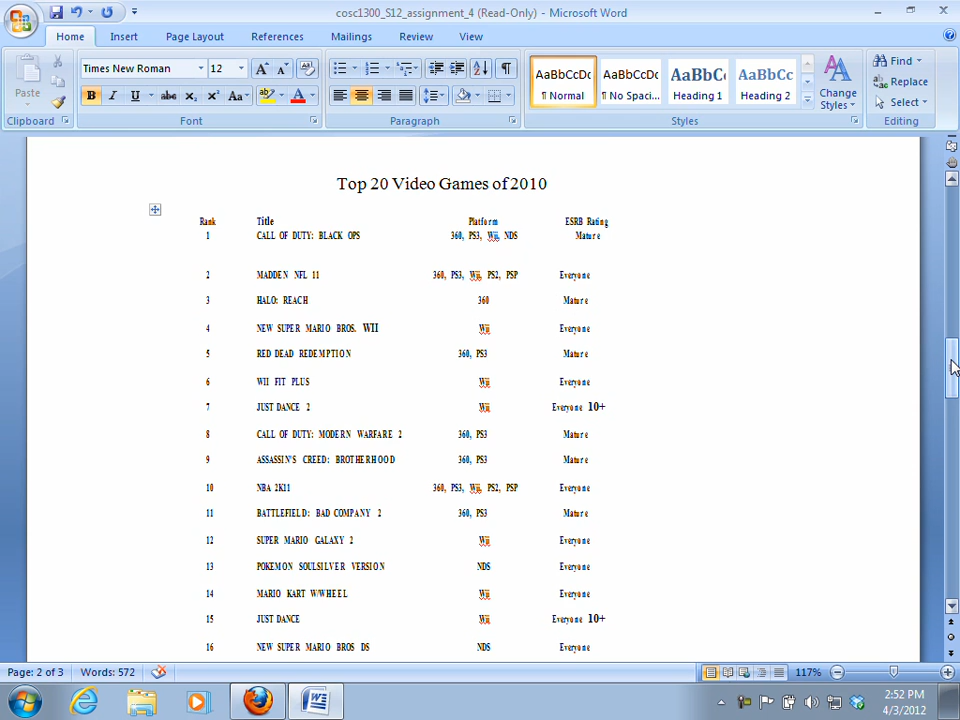 cosc1300_S12_assignment_4 (Read-Only) - Microsoft Word
Home Insert Page Layout References Mailings Review View
Paste
Times New Roman 12
B I U abc X₂ X² Aa A
AaBbCcDc AaBbCcDc AaBbC AaBbCc
¶ Normal ¶ No Spaci... Heading 1 Heading 2
Change Styles
Find
Replace
Select
Clipboard Font Paragraph Styles Editing
Top 20 Video Games of 2010
Rank Title Platform ESRB Rating
1 CALL OF DUTY: BLACK OPS 360, PS3, Wii, NDS Mature
2 MADDEN NFL 11 360, PS3, Wii, PS2, PSP Everyone
3 HALO: REACH 360 Mature
4 NEW SUPER MARIO BROS. WII Wii Everyone
5 RED DEAD REDEMPTION 360, PS3 Mature
6 WII FIT PLUS Wii Everyone
7 JUST DANCE 2 Wii Everyone 10+
8 CALL OF DUTY: MODERN WARFARE 2 360, PS3 Mature
9 ASSASSIN'S CREED: BROTHERHOOD 360, PS3 Mature
10 NBA 2K11 360, PS3, Wii, PS2, PSP Everyone
11 BATTLEFIELD: BAD COMPANY 2 360, PS3 Mature
12 SUPER MARIO GALAXY 2 Wii Everyone
13 POKEMON SOULSILVER VERSION NDS Everyone
14 MARIO KART W/WHEEL Wii Everyone
15 JUST DANCE Wii Everyone 10+
16 NEW SUPER MARIO BROS DS NDS Everyone
Page: 2 of 3 Words: 572 117%
2:52 PM
4/3/2012